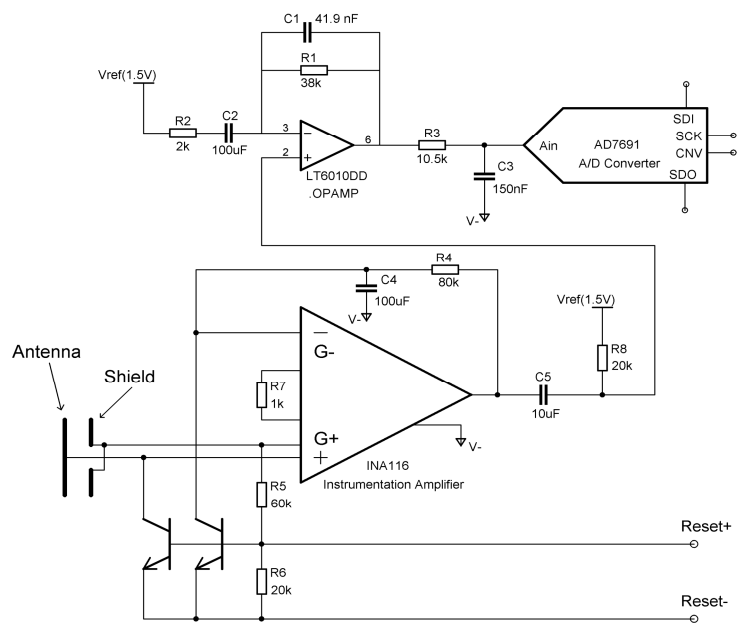 C1
41.9 nF
R1
38k
Vref(1.5V)
R2
2k
C2
100uF
3
2
6
LT6010DD
.OPAMP
R3
10.5k
C3
150nF
V-
Ain
AD7691
A/D Converter
SDI
SCK
CNV
SDO
R4
80k
C4
100uF
V-
Vref(1.5V)
R8
20k
C5
10uF
G-
R7
1k
G+
V-
INA116
Instrumentation Amplifier
Antenna
Shield
R5
60k
R6
20k
Reset+
Reset-